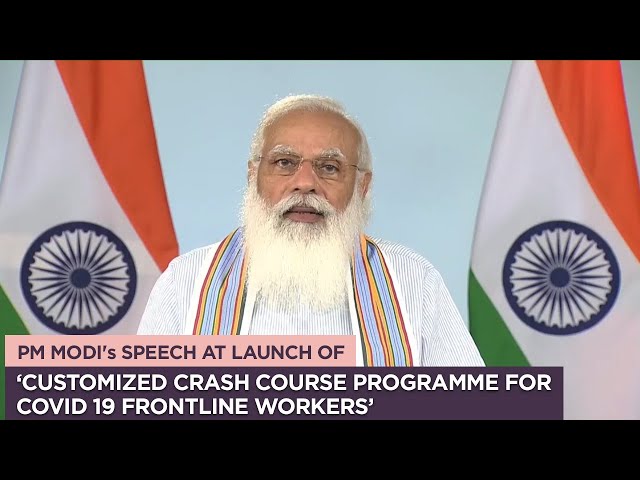 PM MODI's SPEECH AT LAUNCH OF
‘CUSTOMIZED CRASH COURSE PROGRAMME FOR
COVID 19 FRONTLINE WORKERS’